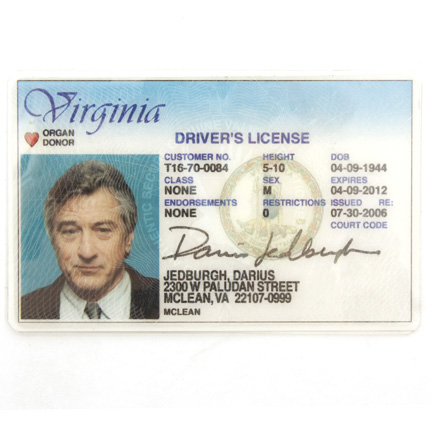 Virginia
ORGAN
DONOR
DRIVER'S LICENSE
CUSTOMER NO. HEIGHT DOB
T16-70-0084 5-10 04-09-1944
CLASS SEX EXPIRES
NONE M 04-09-2012
ENDORSEMENTS RESTRICTIONS ISSUED RE:
NONE 0 07-30-2006
COURT CODE
Darius Jedburgh
JEDBURGH, DARIUS
2300 W PALUDAN STREET
MCLEAN, VA 22107-0999
MCLEAN